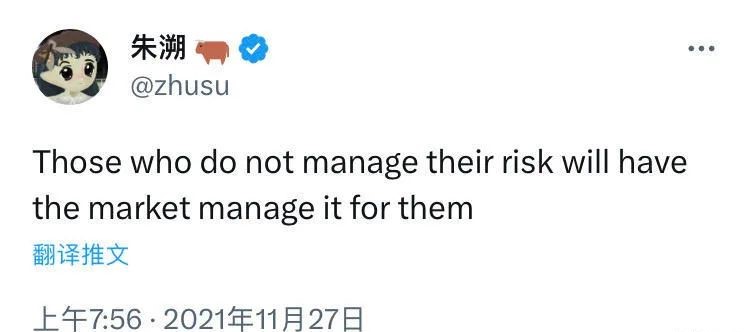 朱溯
@zhusu
Those who do not manage their risk will have
the market manage it for them
翻译推文
上午7:56 · 2021年11月27日